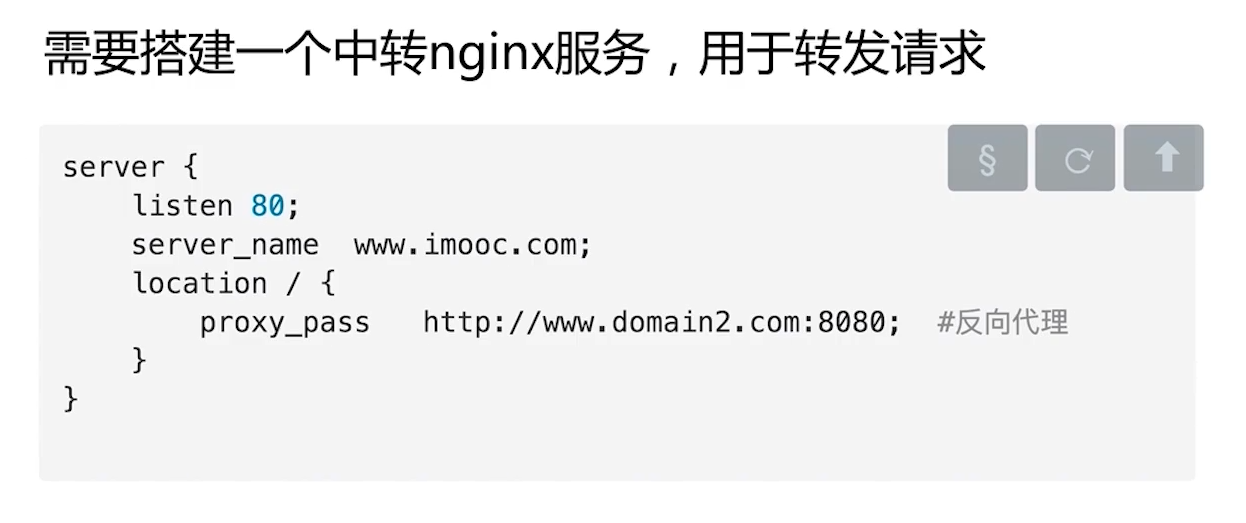 需要搭建一个中转nginx服务，用于转发请求
server {
    listen 80;
    server_name  www.imooc.com;
    location / {
        proxy_pass   http://www.domain2.com:8080;  #反向代理
    }
}